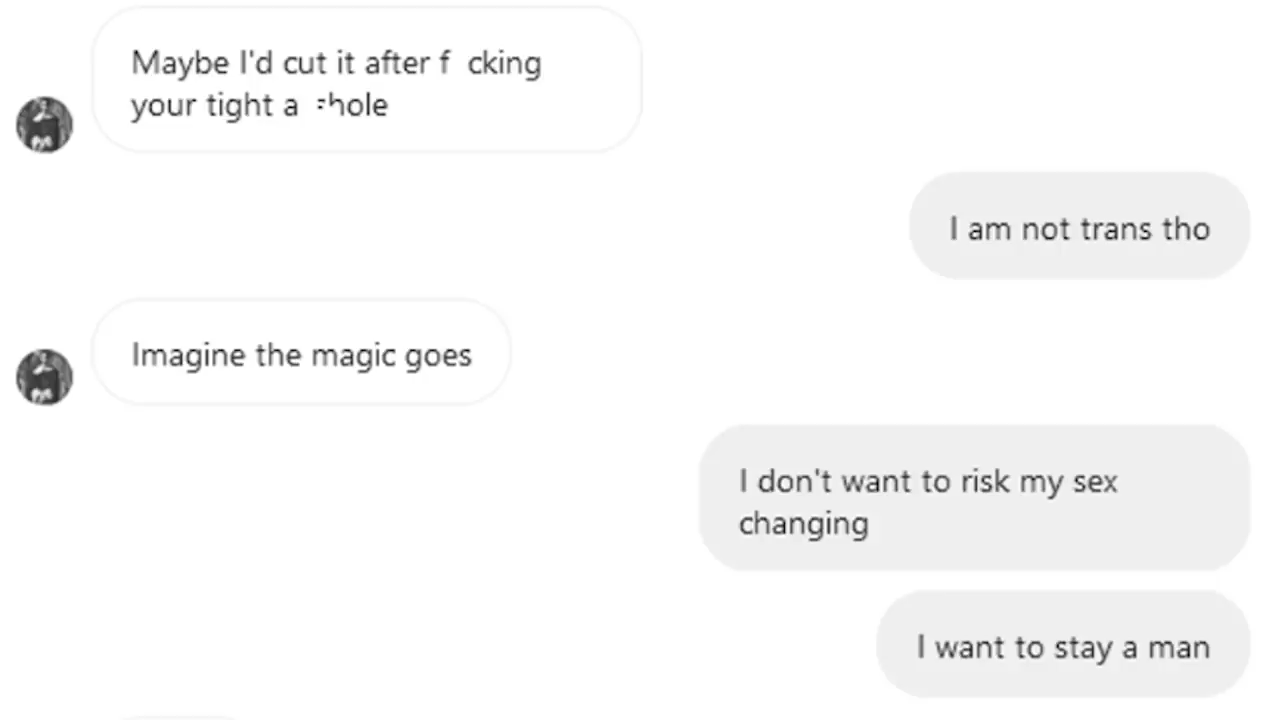 Maybe I'd cut it after f cking
your tight a hole
I am not trans tho
Imagine the magic goes
I don't want to risk my sex
changing
I want to stay a man